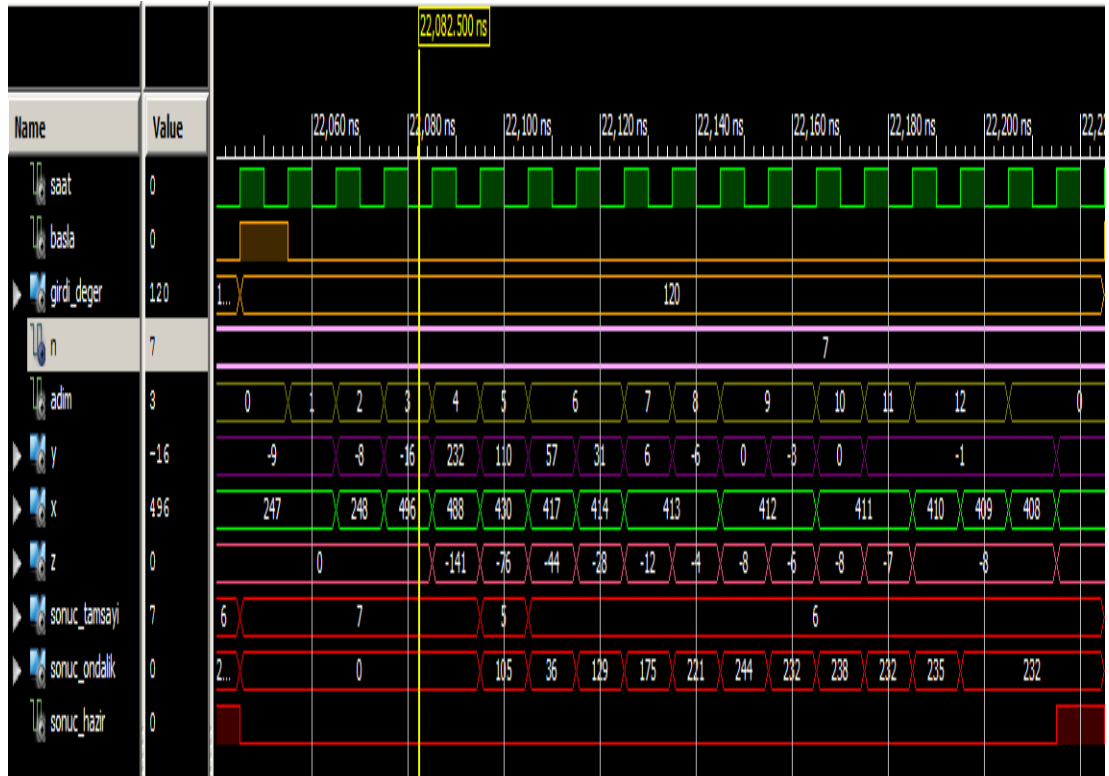 22,082.500 ns
Name Value
22,060 ns 22,080 ns 22,100 ns 22,120 ns 22,140 ns 22,160 ns 22,180 ns 22,200 ns 22,2
saat 0
basla 0
girdi_deger 120 1... 120
n 7 7
adim 3 0 1 2 3 4 5 6 7 8 9 10 11 12 0
y -16 -9 -8 -16 232 110 57 31 6 -6 0 -3 0 -1
x 496 247 248 496 488 430 417 414 413 412 411 410 409 408
z 0 0 -141 -76 -44 -28 -12 -4 -8 -6 -8 -7 -8
sonuc_tamsayi 7 6 7 5 6
sonuc_ondalik 0 2... 0 105 36 129 175 221 244 232 238 232 235 232
sonuc_hazir 0